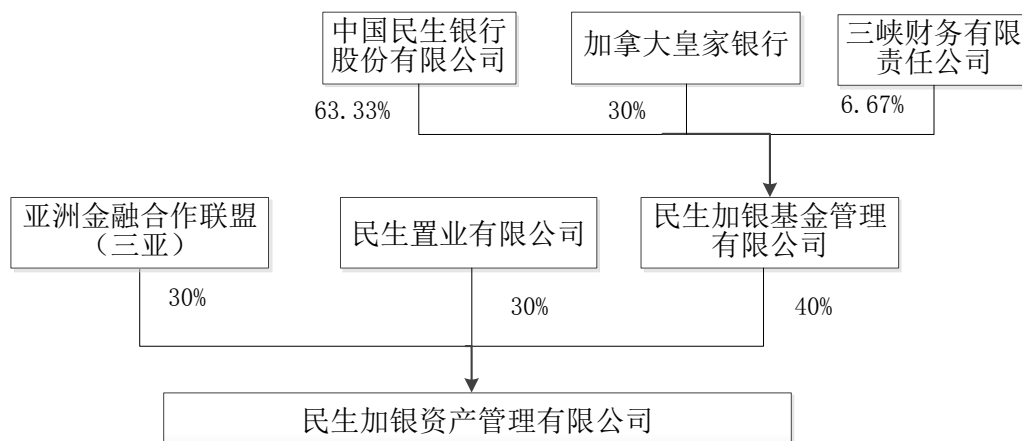 中国民生银行
股份有限公司
加拿大皇家银行
三峡财务有限
责任公司
63.33%
30%
6.67%
亚洲金融合作联盟
（三亚）
民生置业有限公司
民生加银基金管理
有限公司
30%
30%
40%
民生加银资产管理有限公司